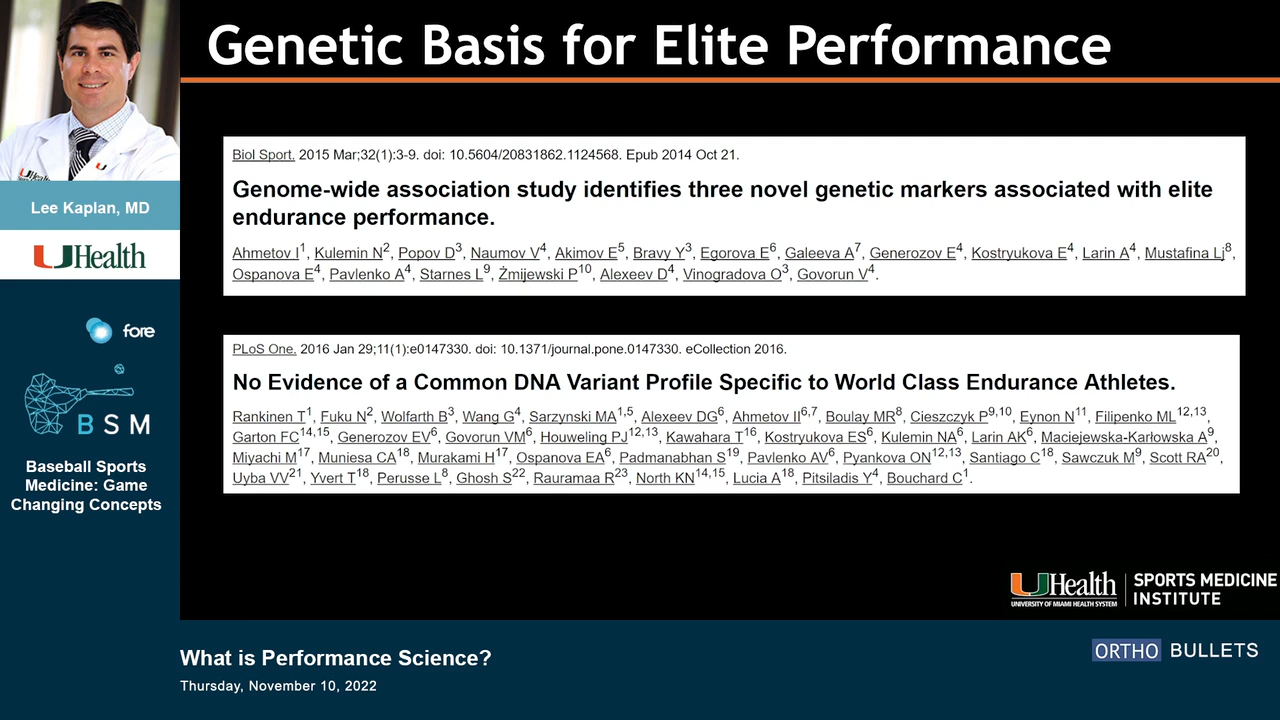 Genetic Basis for Elite Performance
Biol Sport. 2015 Mar;32(1):3-9. doi: 10.5604/20831862.1124568. Epub 2014 Oct 21.
Genome-wide association study identifies three novel genetic markers associated with elite
endurance performance.
Ahmetov I1, Kulemin N2, Popov D3, Naumov V4, Akimov E5, Bravy Y3, Egorova E6, Galeeva A7, Generozov E4, Kostryukova E4, Larin A4, Mustafina Lj8,
Ospanova E4, Pavlenko A4, Starnes L9, Żmijewski P10, Alexeev D4, Vinogradova O3, Govorun V4.
PLoS One. 2016 Jan 29;11(1):e0147330. doi: 10.1371/journal.pone.0147330. eCollection 2016.
No Evidence of a Common DNA Variant Profile Specific to World Class Endurance Athletes.
Rankinen T1, Fuku N2, Wolfarth B3, Wang G4, Sarzynski MA1,5, Alexeev DG6, Ahmetov II6,7, Boulay MR8, Cieszczyk P9,10, Eynon N11, Filipenko ML12,13,
Garton FC14,15, Generozov EV6, Govorun VM6, Houweling PJ12,13, Kawahara T16, Kostryukova ES6, Kulemin NA6, Larin AK6, Maciejewska-Karłowska A9,
Miyachi M17, Muniesa CA18, Murakami H17, Ospanova EA6, Padmanabhan S19, Pavlenko AV6, Pyankova ON12,13, Santiago C18, Sawczuk M9, Scott RA20,
Uyba VV21, Yvert T18, Perusse L8, Ghosh S22, Rauramaa R23, North KN14,15, Lucia A18, Pitsiladis Y4, Bouchard C1.
UHealth
UNIVERSITY OF MIAMI HEALTH SYSTEM
SPORTS MEDICINE
INSTITUTE
Lee Kaplan, MD
UHealth
fore
BSM
Baseball Sports
Medicine: Game
Changing Concepts
What is Performance Science?
Thursday, November 10, 2022
ORTHO BULLETS